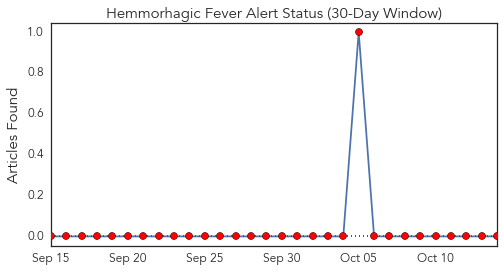 Hemmorhagic Fever Alert Status (30-Day Window)
Articles Found
1.0
0.8
0.6
0.4
0.2
0.0
Sep 15 Sep 20 Sep 25 Sep 30 Oct 05 Oct 10